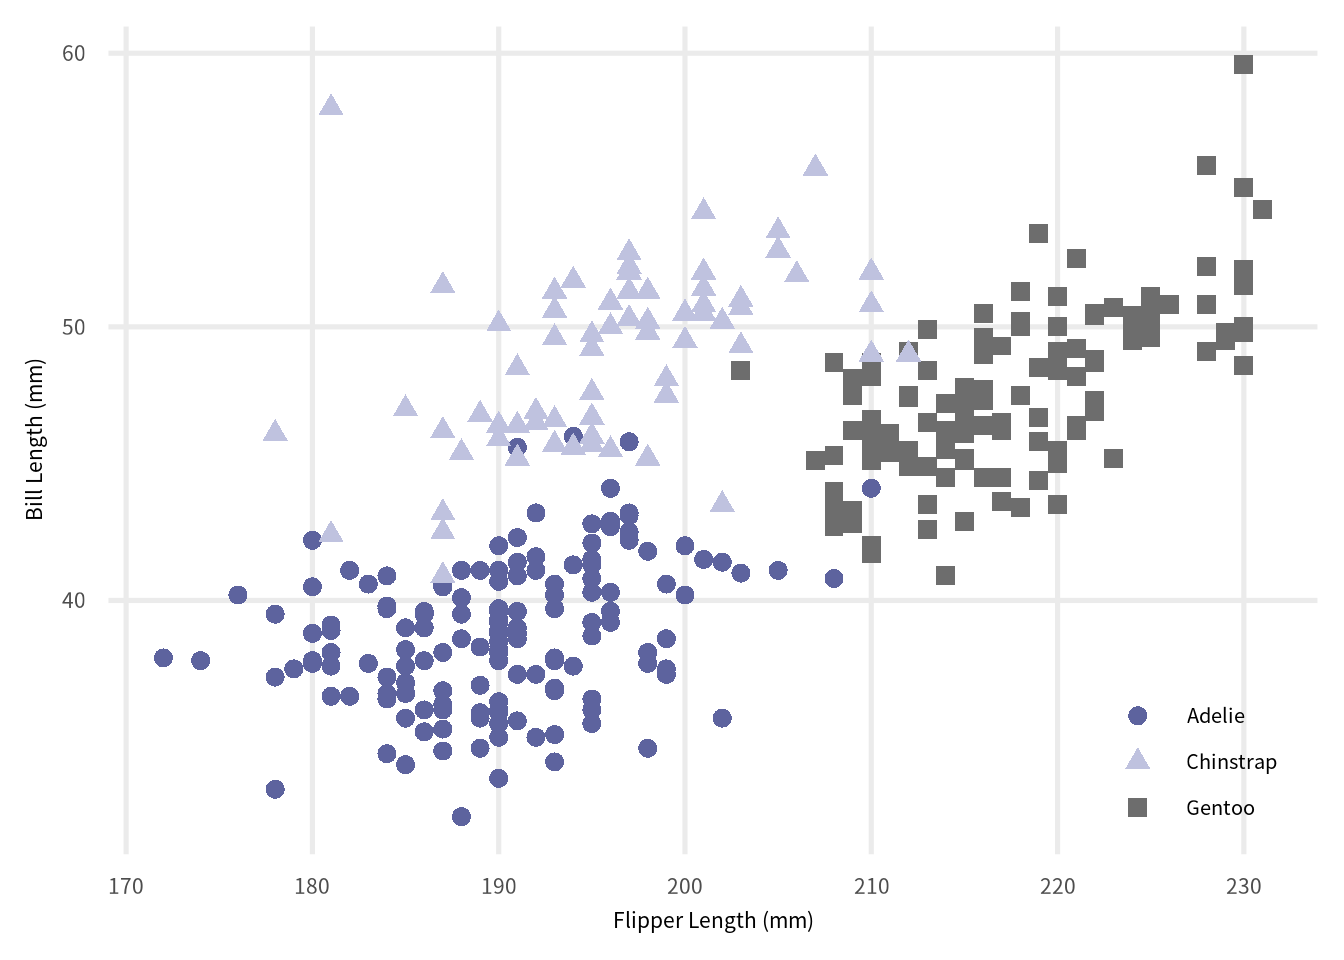 60
50
40
Bill Length (mm)
Adelie
Chinstrap
Gentoo
170 180 190 200 210 220 230
Flipper Length (mm)